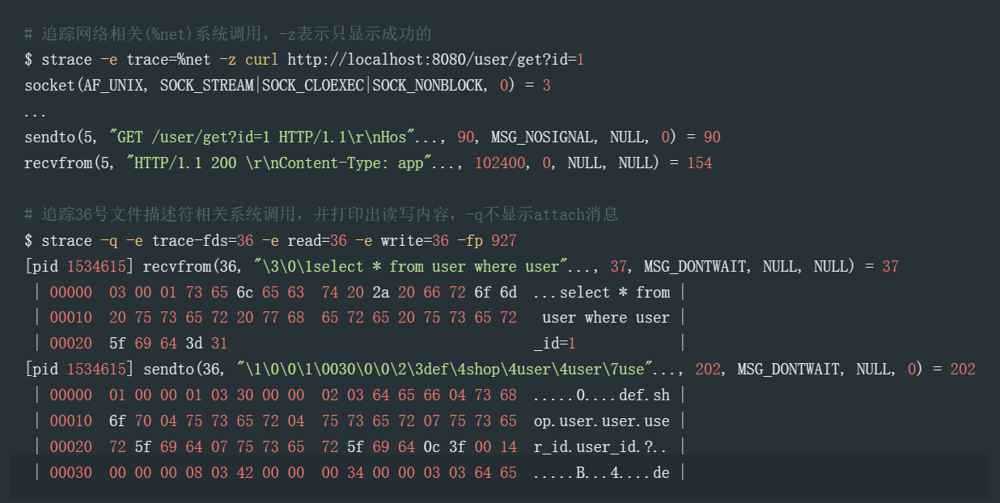 # 追踪网络相关(%net)系统调用，-z表示只显示成功的
$ strace -e trace=%net -z curl http://localhost:8080/user/get?id=1
socket(AF_UNIX, SOCK_STREAM|SOCK_CLOEXEC|SOCK_NONBLOCK, 0) = 3
...
sendto(5, "GET /user/get?id=1 HTTP/1.1\r\nHos"..., 90, MSG_NOSIGNAL, NULL, 0) = 90
recvfrom(5, "HTTP/1.1 200 \r\nContent-Type: app"..., 102400, 0, NULL, NULL) = 154
# 追踪36号文件描述符相关系统调用，并打印出读写内容，-q不显示attach消息
$ strace -q -e trace-fds=36 -e read=36 -e write=36 -fp 927
[pid 1534615] recvfrom(36, "\3\0\1select * from user where user"..., 37, MSG_DONTWAIT, NULL, NULL) = 37
 | 00000  03 00 01 73 65 6c 65 63  74 20 2a 20 66 72 6f 6d  ...select * from |
 | 00010  20 75 73 65 72 20 77 68  65 72 65 20 75 73 65 72   user where user |
 | 00020  5f 69 64 3d 31                                    _id=1            |
[pid 1534615] sendto(36, "\1\0\0\1\0030\0\0\2\3def\4shop\4user\4user\7use"..., 202, MSG_DONTWAIT, NULL, 0) = 202
 | 00000  01 00 00 01 03 30 00 00  02 03 64 65 66 04 73 68  .....0....def.sh |
 | 00010  6f 70 04 75 73 65 72 04  75 73 65 72 07 75 73 65  op.user.user.use |
 | 00020  72 5f 69 64 07 75 73 65  72 5f 69 64 0c 3f 00 14  r_id.user_id.?.. |
 | 00030  00 00 00 08 03 42 00 00  00 34 00 00 03 03 64 65  .....B...4....de |